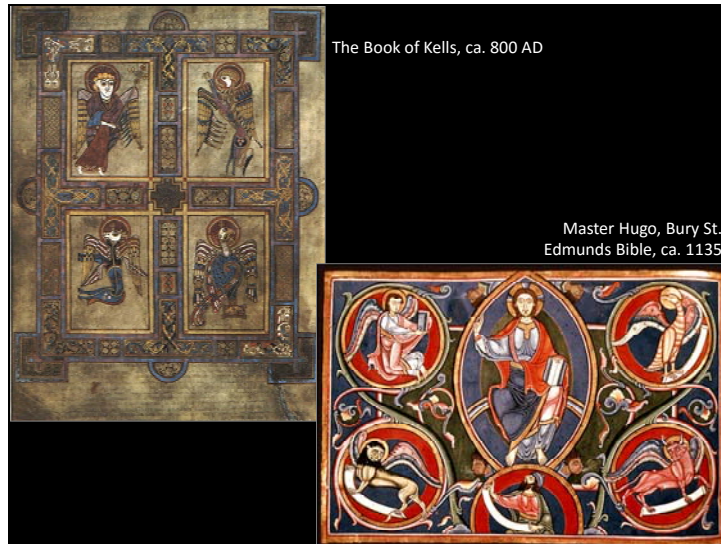 The Book of Kells, ca. 800 AD
Master Hugo, Bury St.
Edmunds Bible, ca. 1135